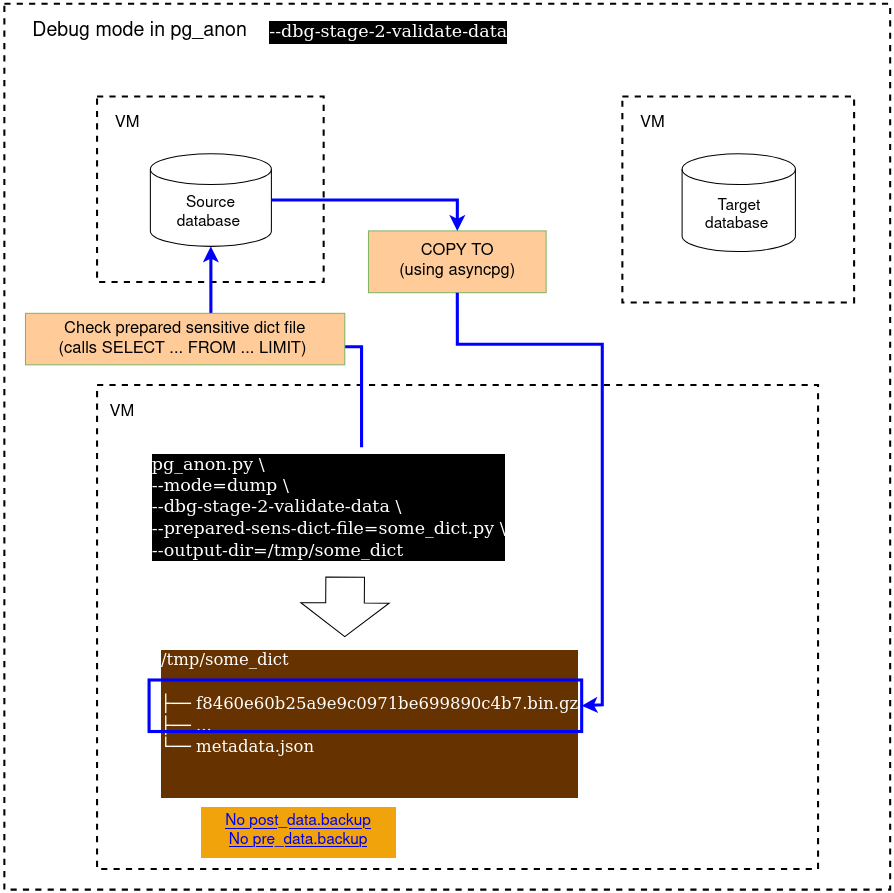 Debug mode in pg_anon --dbg-stage-2-validate-data
VM
Source
database
VM
Target
database
COPY TO
(using asyncpg)
Check prepared sensitive dict file
(calls SELECT ... FROM ... LIMIT)
VM
pg_anon.py \
--mode=dump \
--dbg-stage-2-validate-data \
--prepared-sens-dict-file=some_dict.py \
--output-dir=/tmp/some_dict
/tmp/some_dict
├── f8460e60b25a9e9c0971be699890c4b7.bin.gz
├── ...
└── metadata.json
No post_data.backup
No pre_data.backup